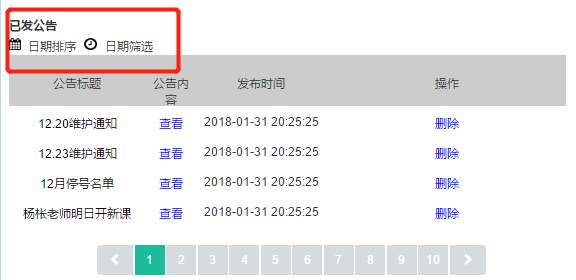 已发公告
日期排序 日期筛选
公告标题 公告内容 发布时间 操作
12.20维护通知 查看 2018-01-31 20:25:25 删除
12.23维护通知 查看 2018-01-31 20:25:25 删除
12月停号名单 查看 2018-01-31 20:25:25 删除
杨枨老师明日开新课 查看 2018-01-31 20:25:25 删除
1 2 3 4 5 6 7 8 9 10